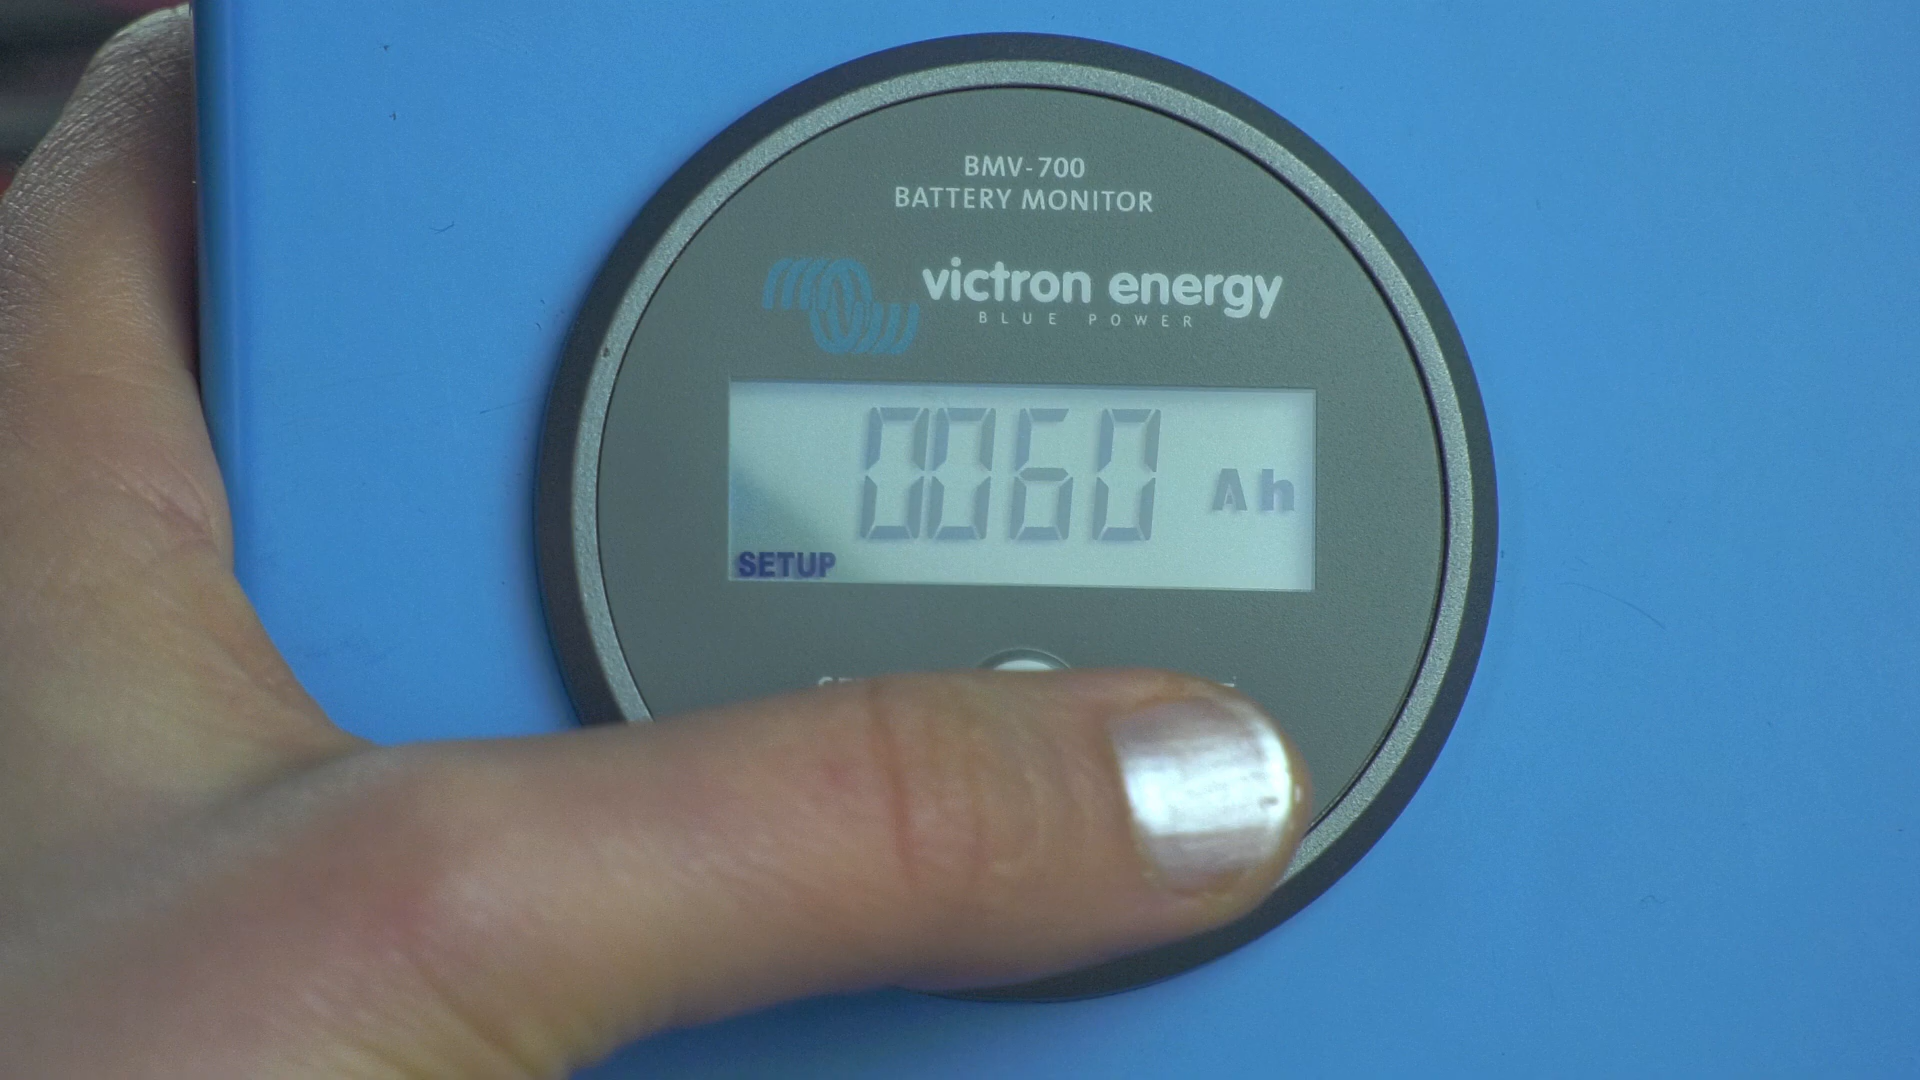 BMV-700
BATTERY MONITOR
victron energy
BLUE POWER
0060 Ah
SETUP